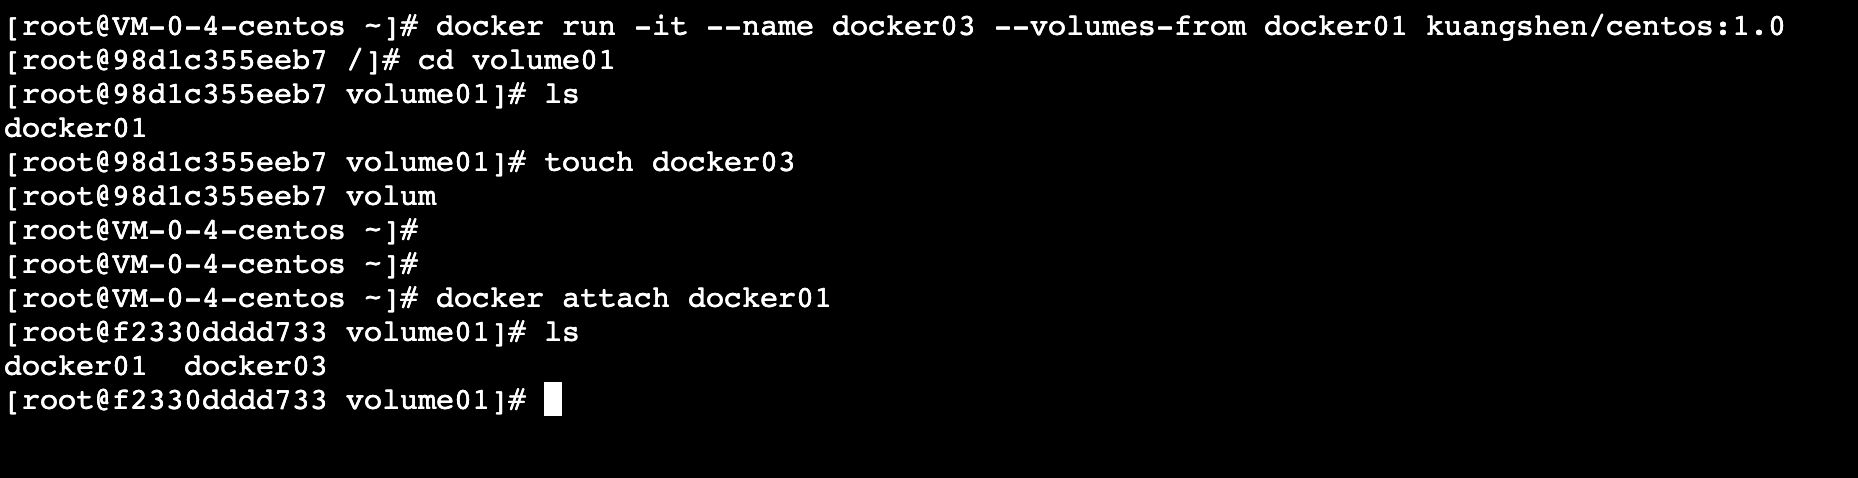 [root@VM-0-4-centos ~]# docker run -it --name docker03 --volumes-from docker01 kuangshen/centos:1.0
[root@98d1c355eeb7 /]# cd volume01
[root@98d1c355eeb7 volume01]# ls
docker01
[root@98d1c355eeb7 volume01]# touch docker03
[root@98d1c355eeb7 volum
[root@VM-0-4-centos ~]#
[root@VM-0-4-centos ~]#
[root@VM-0-4-centos ~]# docker attach docker01
[root@f2330dddd733 volume01]# ls
docker01  docker03
[root@f2330dddd733 volume01]#